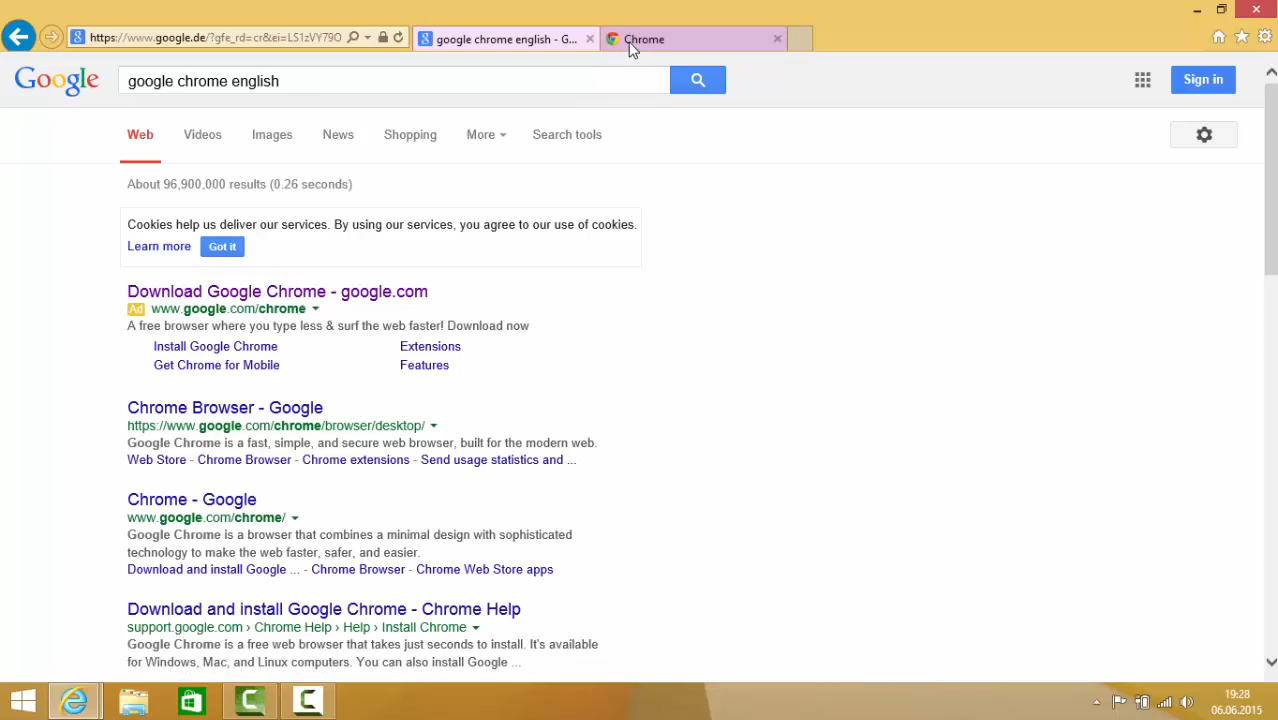 https://www.google.de/?gfe_rd=cr&ei=LS1zVY79O
google chrome english - G...
Chrome
Google
google chrome english
Sign in
Web
Videos
Images
News
Shopping
More
Search tools
About 96,900,000 results (0.26 seconds)
Cookies help us deliver our services. By using our services, you agree to our use of cookies.
Learn more
Got it
Download Google Chrome - google.com
Ad www.google.com/chrome
A free browser where you type less & surf the web faster! Download now
Install Google Chrome
Extensions
Get Chrome for Mobile
Features
Chrome Browser - Google
https://www.google.com/chrome/browser/desktop/
Google Chrome is a fast, simple, and secure web browser, built for the modern web.
Web Store - Chrome Browser - Chrome extensions - Send usage statistics and ...
Chrome - Google
www.google.com/chrome/
Google Chrome is a browser that combines a minimal design with sophisticated
technology to make the web faster, safer, and easier.
Download and install Google ... - Chrome Browser - Chrome Web Store apps
Download and install Google Chrome - Chrome Help
support.google.com › Chrome Help › Help › Install Chrome
Google Chrome is a free web browser that takes just seconds to install. It's available
for Windows, Mac, and Linux computers. You can also install Google ...
19:28
06.06.2015